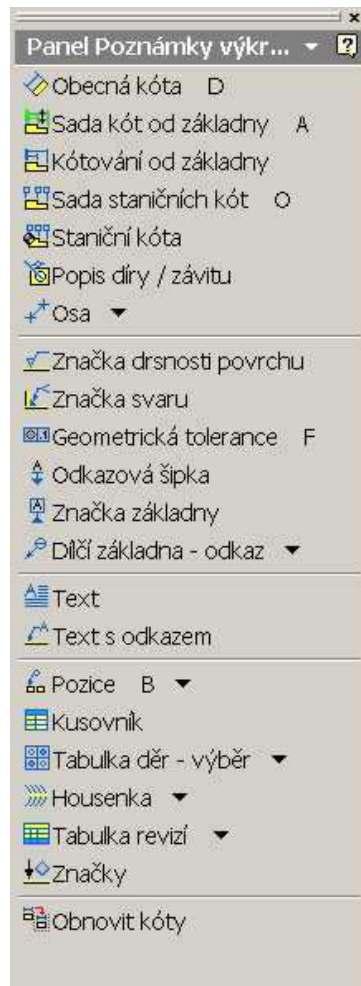 Panel Poznámky výkr...
Obecná kóta D
Sada kót od základny A
Kótování od základny
Sada staničních kót O
Staniční kóta
Popis díry / závitu
Osa
Značka drsnosti povrchu
Značka svaru
Geometrická tolerance F
Odkazová šipka
Značka základny
Dílčí základna - odkaz
Text
Text s odkazem
Pozice B
Kusovník
Tabulka děr - výběr
Housenka
Tabulka revizí
Značky
Obnovit kóty